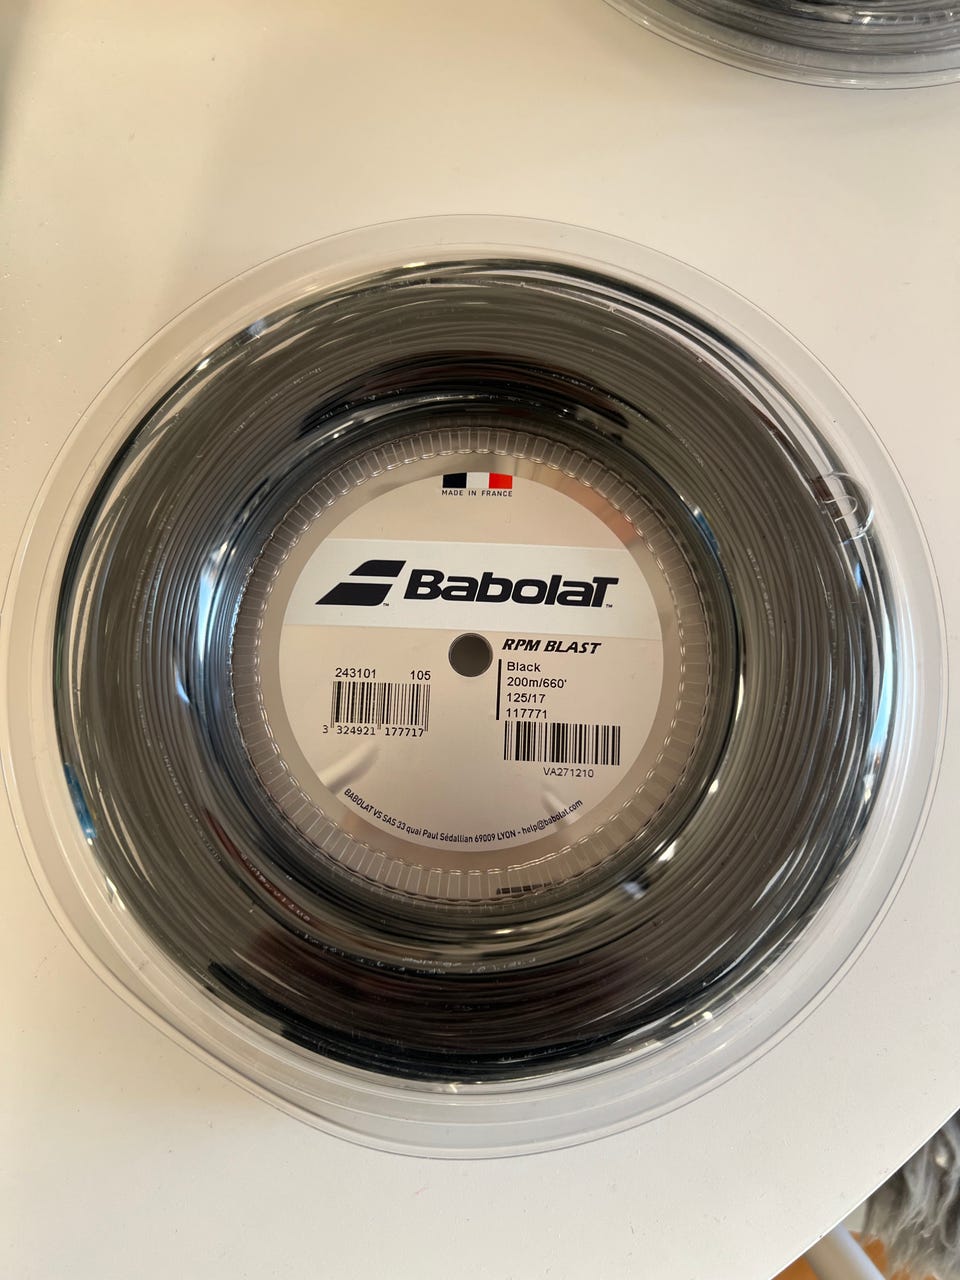 MADE IN FRANCE
BabolaT™
RPM BLAST
Black
200m/660'
125/17
117771
243101 105
3 324921 177717
VA271210
BABOLAT VS SAS 33 quai Paul Sédallian 69009 LYON - help@babolat.com